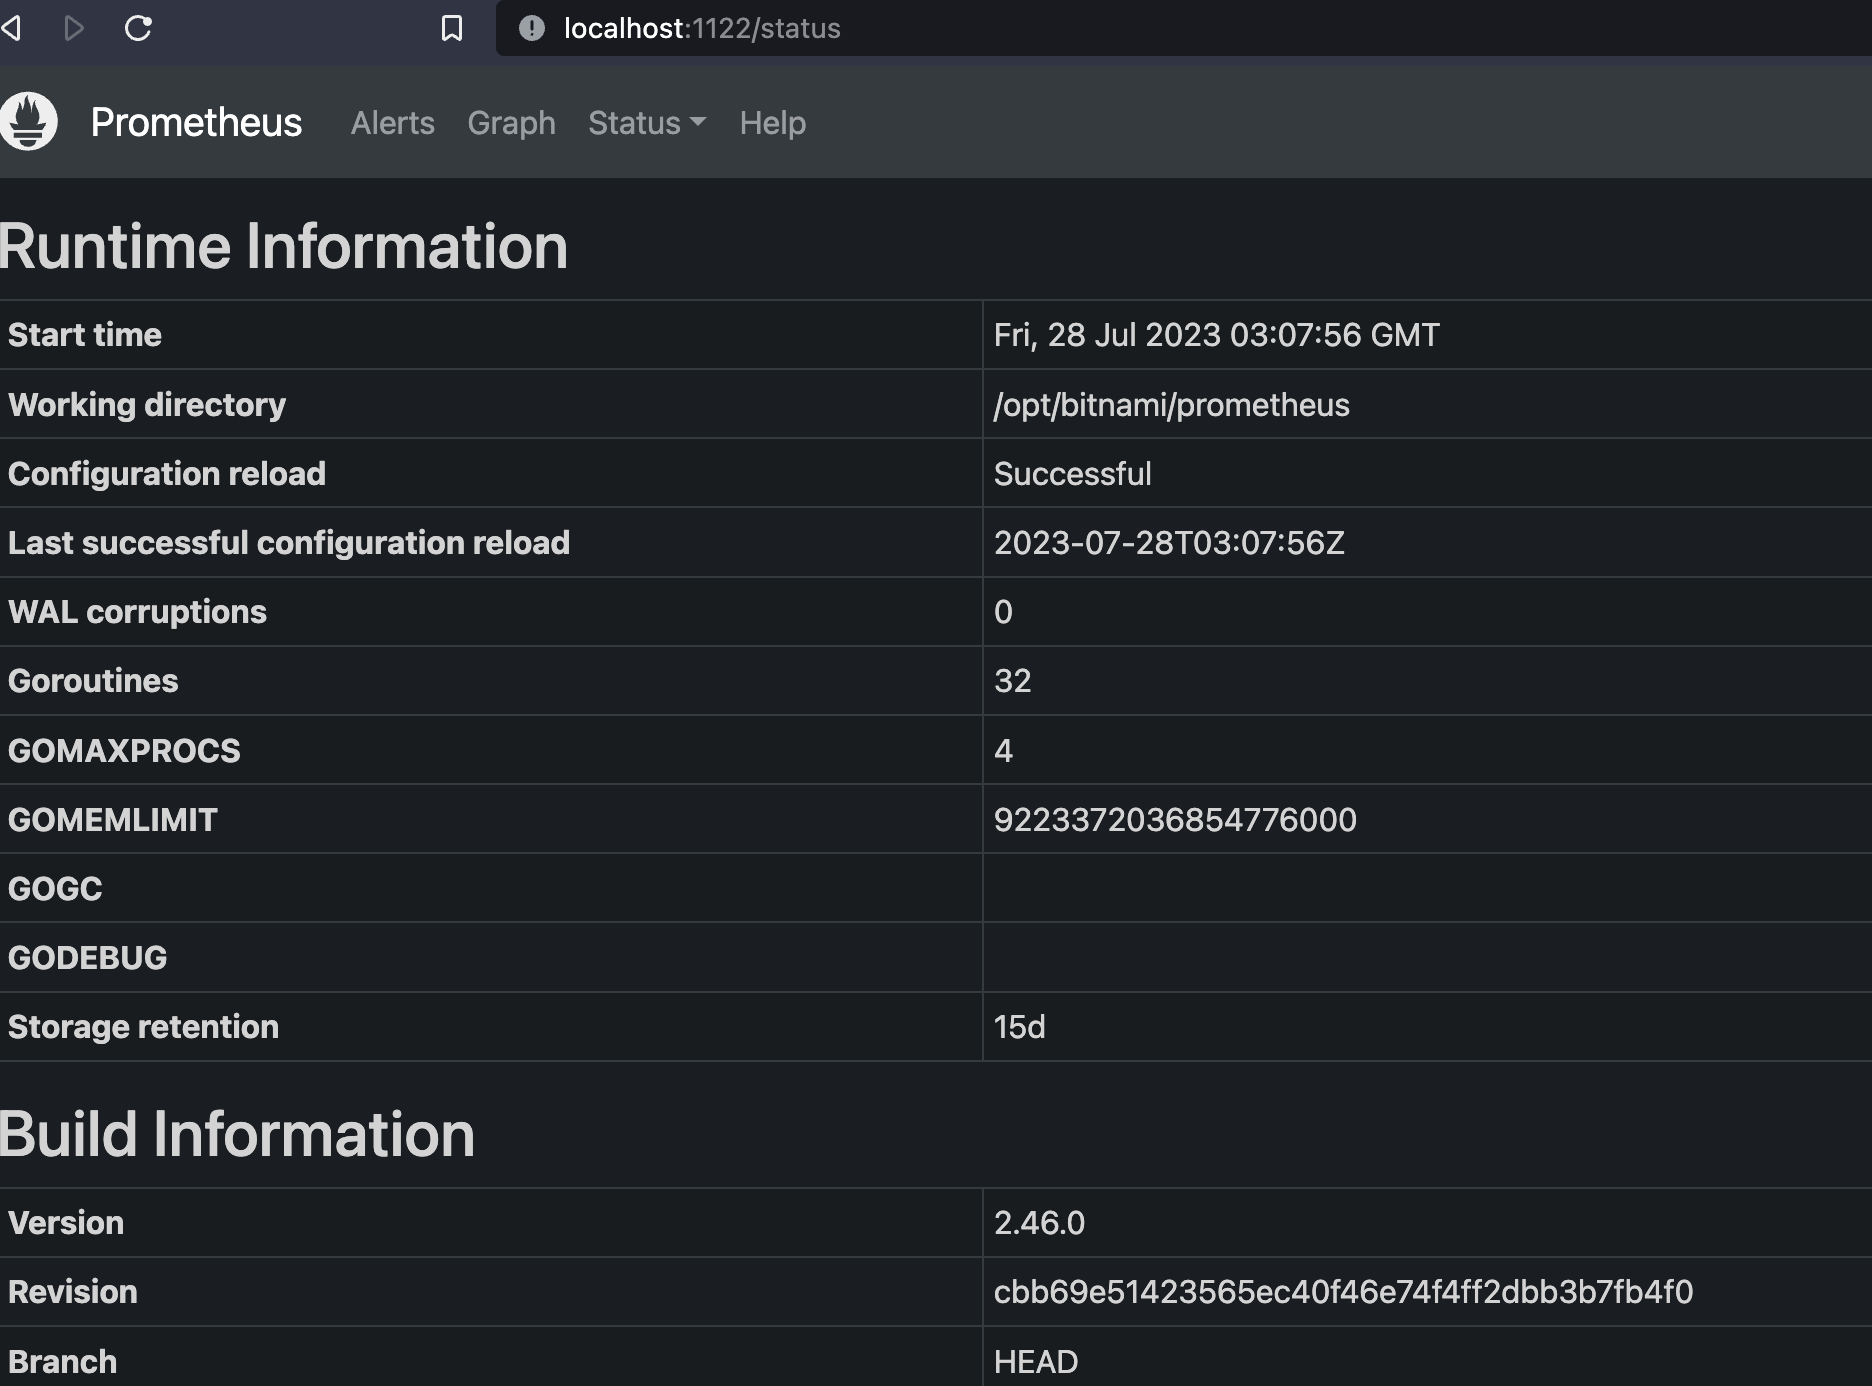 localhost:1122/status
Prometheus Alerts Graph Status Help
Runtime Information
Start time Fri, 28 Jul 2023 03:07:56 GMT
Working directory /opt/bitnami/prometheus
Configuration reload Successful
Last successful configuration reload 2023-07-28T03:07:56Z
WAL corruptions 0
Goroutines 32
GOMAXPROCS 4
GOMEMLIMIT 9223372036854776000
GOGC
GODEBUG
Storage retention 15d
Build Information
Version 2.46.0
Revision cbb69e51423565ec40f46e74f4ff2dbb3b7fb4f0
Branch HEAD